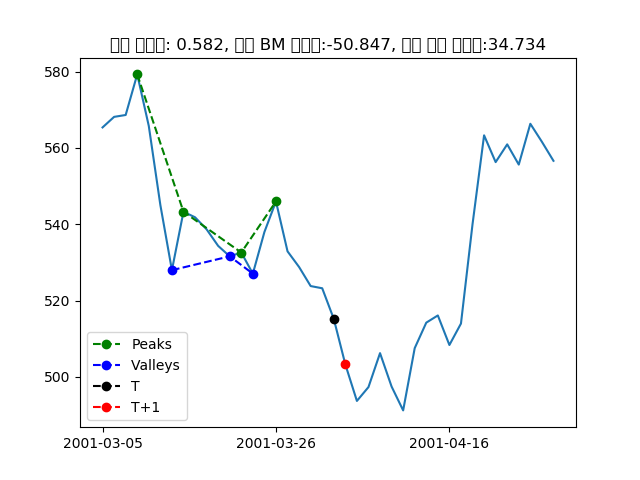 : 0.582, BM :-50.847, :34.734
580
560
540
520
500
Peaks
Valleys
T
T+1
2001-03-05 2001-03-26 2001-04-16